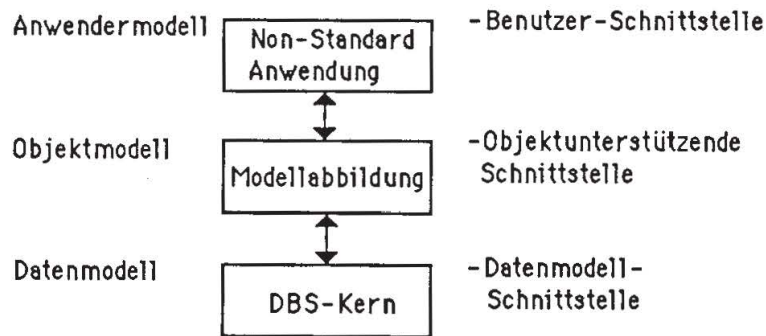 Anwendermodell
Non-Standard
Anwendung
-Benutzer-Schnittstelle
Objektmodell
Modellabbildung
-Objektunterstützende
Schnittstelle
Datenmodell
DBS-Kern
-Datenmodell-
Schnittstelle